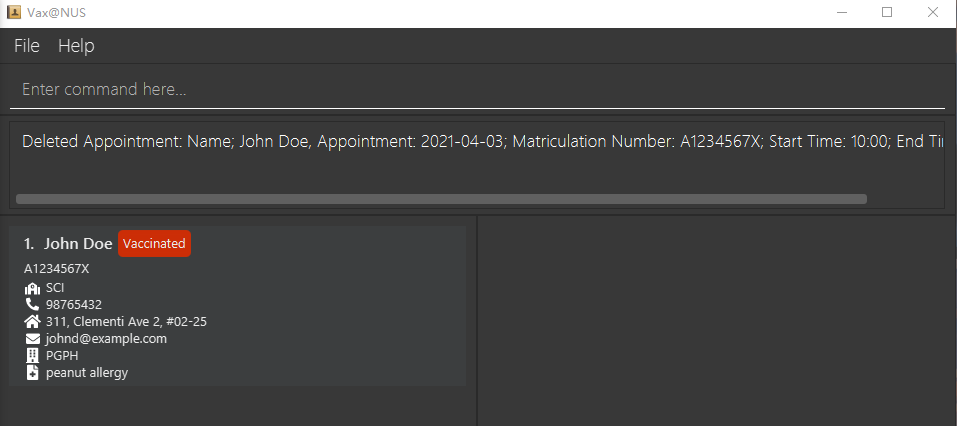 Vax@NUS
File Help
Enter command here...
Deleted Appointment: Name; John Doe, Appointment: 2021-04-03; Matriculation Number: A1234567X; Start Time: 10:00; End
1. John Doe Vaccinated
A1234567X
SCI
98765432
311, Clementi Ave 2, #02-25
johnd@example.com
PGPH
peanut allergy